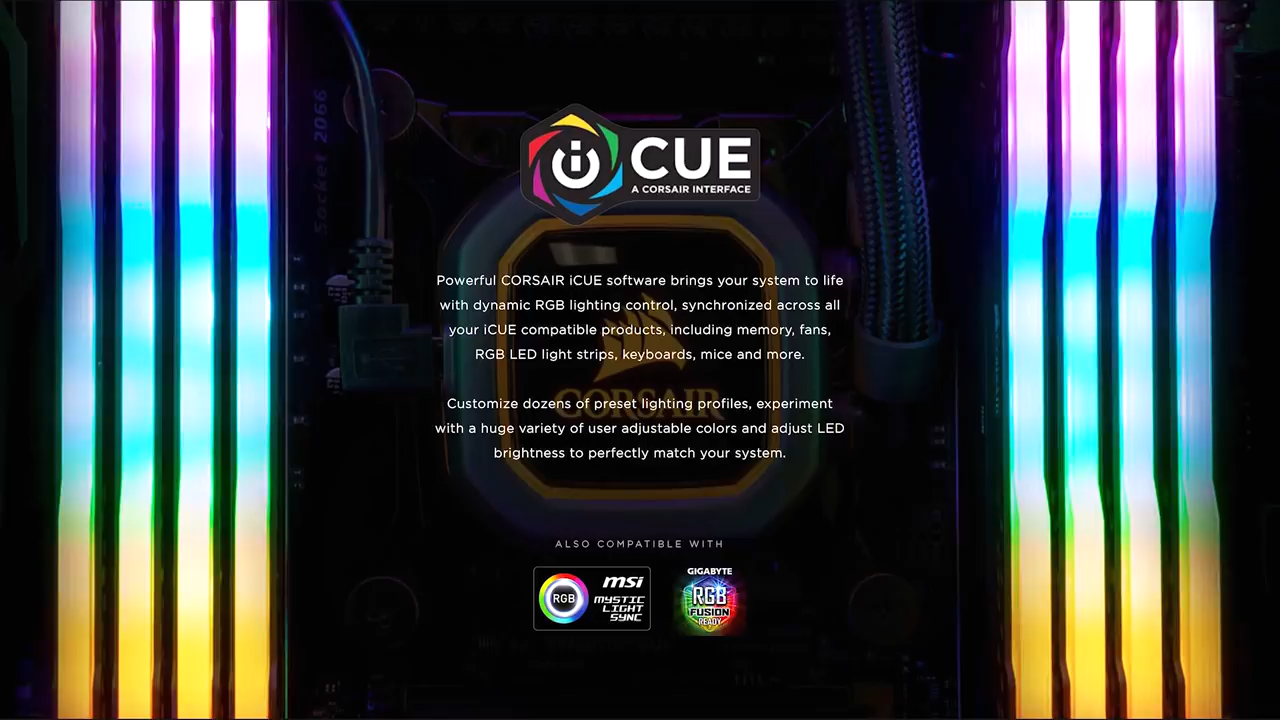 iCUE
A CORSAIR INTERFACE
Socket 2066
Powerful CORSAIR iCUE software brings your system to life
with dynamic RGB lighting control, synchronized across all
your iCUE compatible products, including memory, fans,
RGB LED light strips, keyboards, mice and more.
CORSAIR
Customize dozens of preset lighting profiles, experiment
with a huge variety of user adjustable colors and adjust LED
brightness to perfectly match your system.
ALSO COMPATIBLE WITH
RGB
msi
MYSTIC
LIGHT
SYNC
GIGABYTE
RGB
FUSION
READY